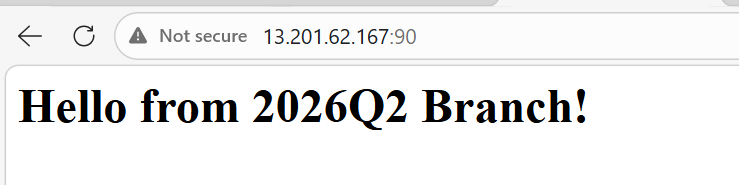 Not secure 13.201.62.167:90
Hello from 2026Q2 Branch!